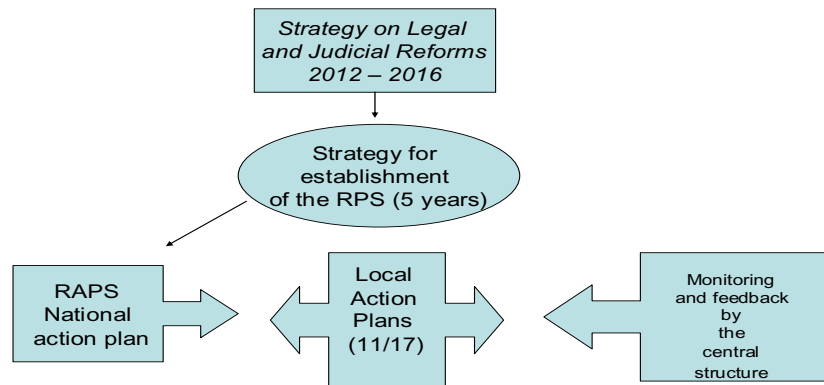 Strategy on Legal
and Judicial Reforms
2012 – 2016
Strategy for
establishment
of the RPS (5 years)
RAPS
National
action plan
Local
Action
Plans
(11/17)
Monitoring
and feedback
by
the
central
structure